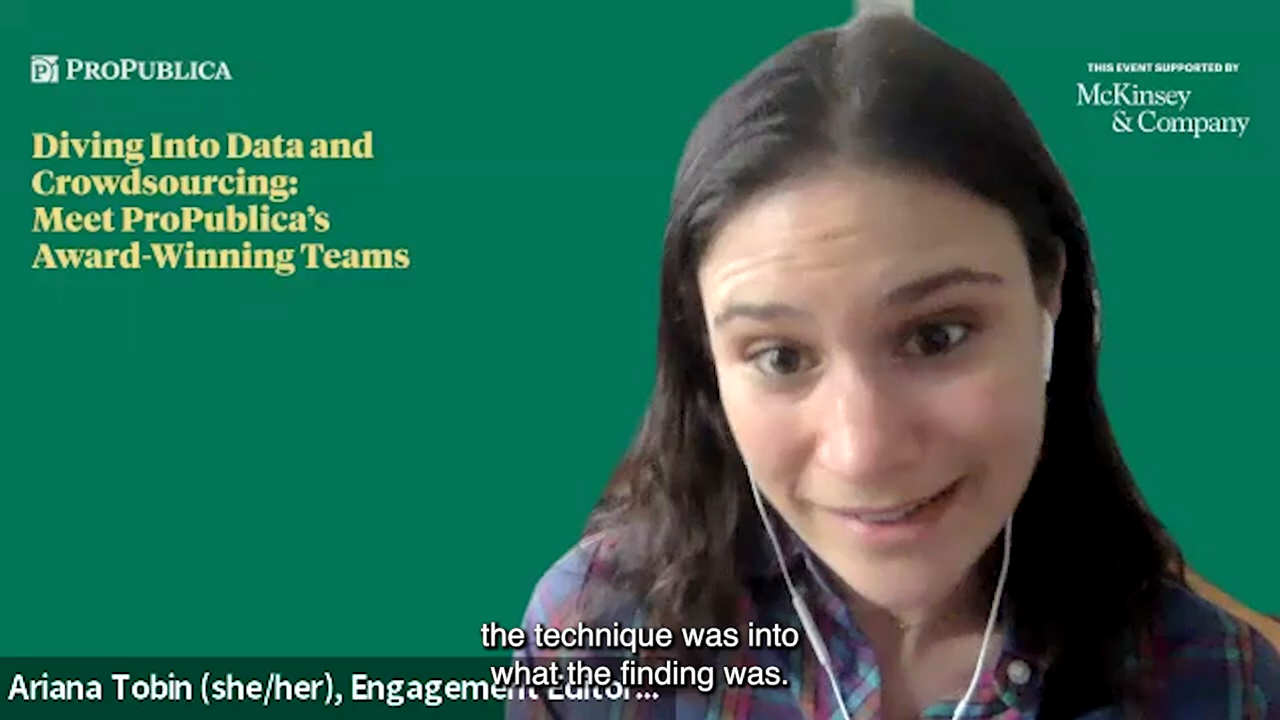 PROPUBLICA
Diving Into Data and
Crowdsourcing:
Meet ProPublica's
Award-Winning Teams
THIS EVENT SUPPORTED BY
McKinsey
& Company
the technique was into
what the finding was.
Ariana Tobin (she/her), Engagement Editor...